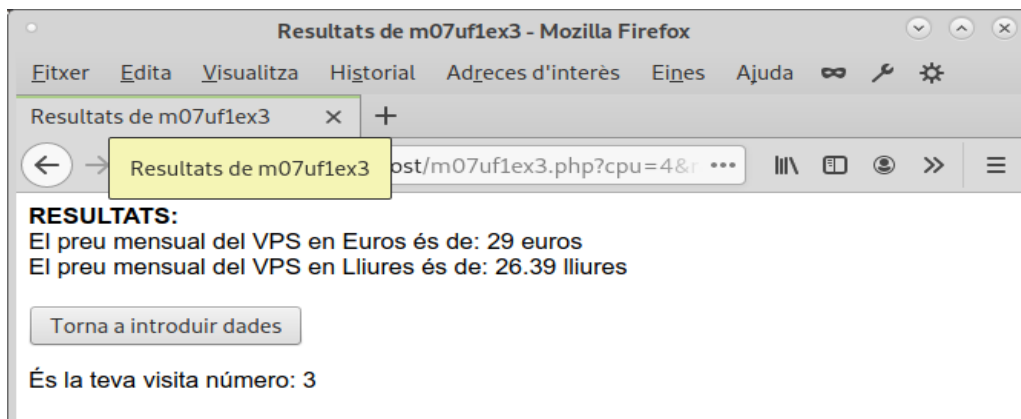 Resultats de m07uf1ex3 - Mozilla Firefox
Fitxer Edita Visualitza Historial Adreces d'interès Eines Ajuda
Resultats de m07uf1ex3
Resultats de m07uf1ex3 ost/m07uf1ex3.php?cpu=4&r
RESULTATS:
El preu mensual del VPS en Euros és de: 29 euros
El preu mensual del VPS en Lliures és de: 26.39 lliures
Torna a introduir dades
És la teva visita número: 3